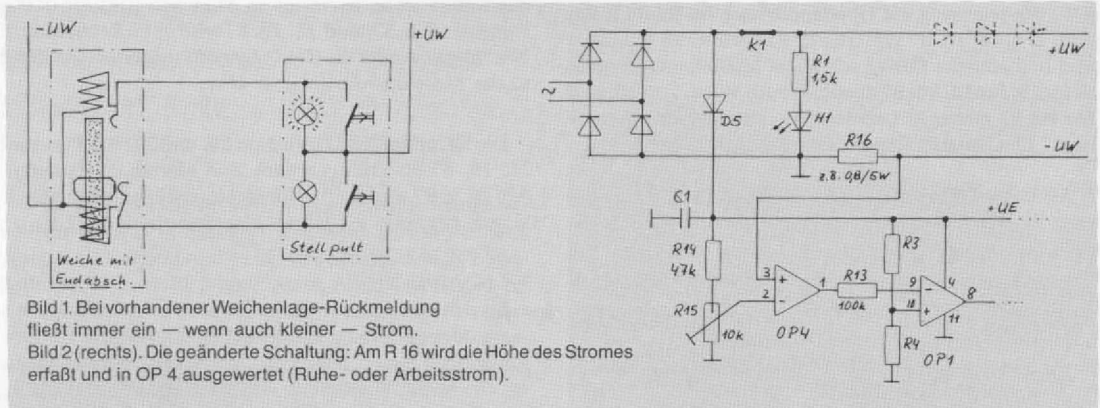 -UW
+UW
Weiche mit
Endabsch.
Stellpult
K1
+UW
R1
1,5k
~
D5
H1
R16
-UW
z.B. 0,8/5W
C1
+UE
R14
47k
R3
3
+
1
R13
9
-
4
8
2
-
100k
10
+
11
R15
10k
OP4
R4
OP1
Bild 1. Bei vorhandener Weichenlage-Rückmeldung
fließt immer ein — wenn auch kleiner — Strom.
Bild 2 (rechts). Die geänderte Schaltung: Am R 16 wird die Höhe des Stromes
erfaßt und in OP 4 ausgewertet (Ruhe- oder Arbeitsstrom).